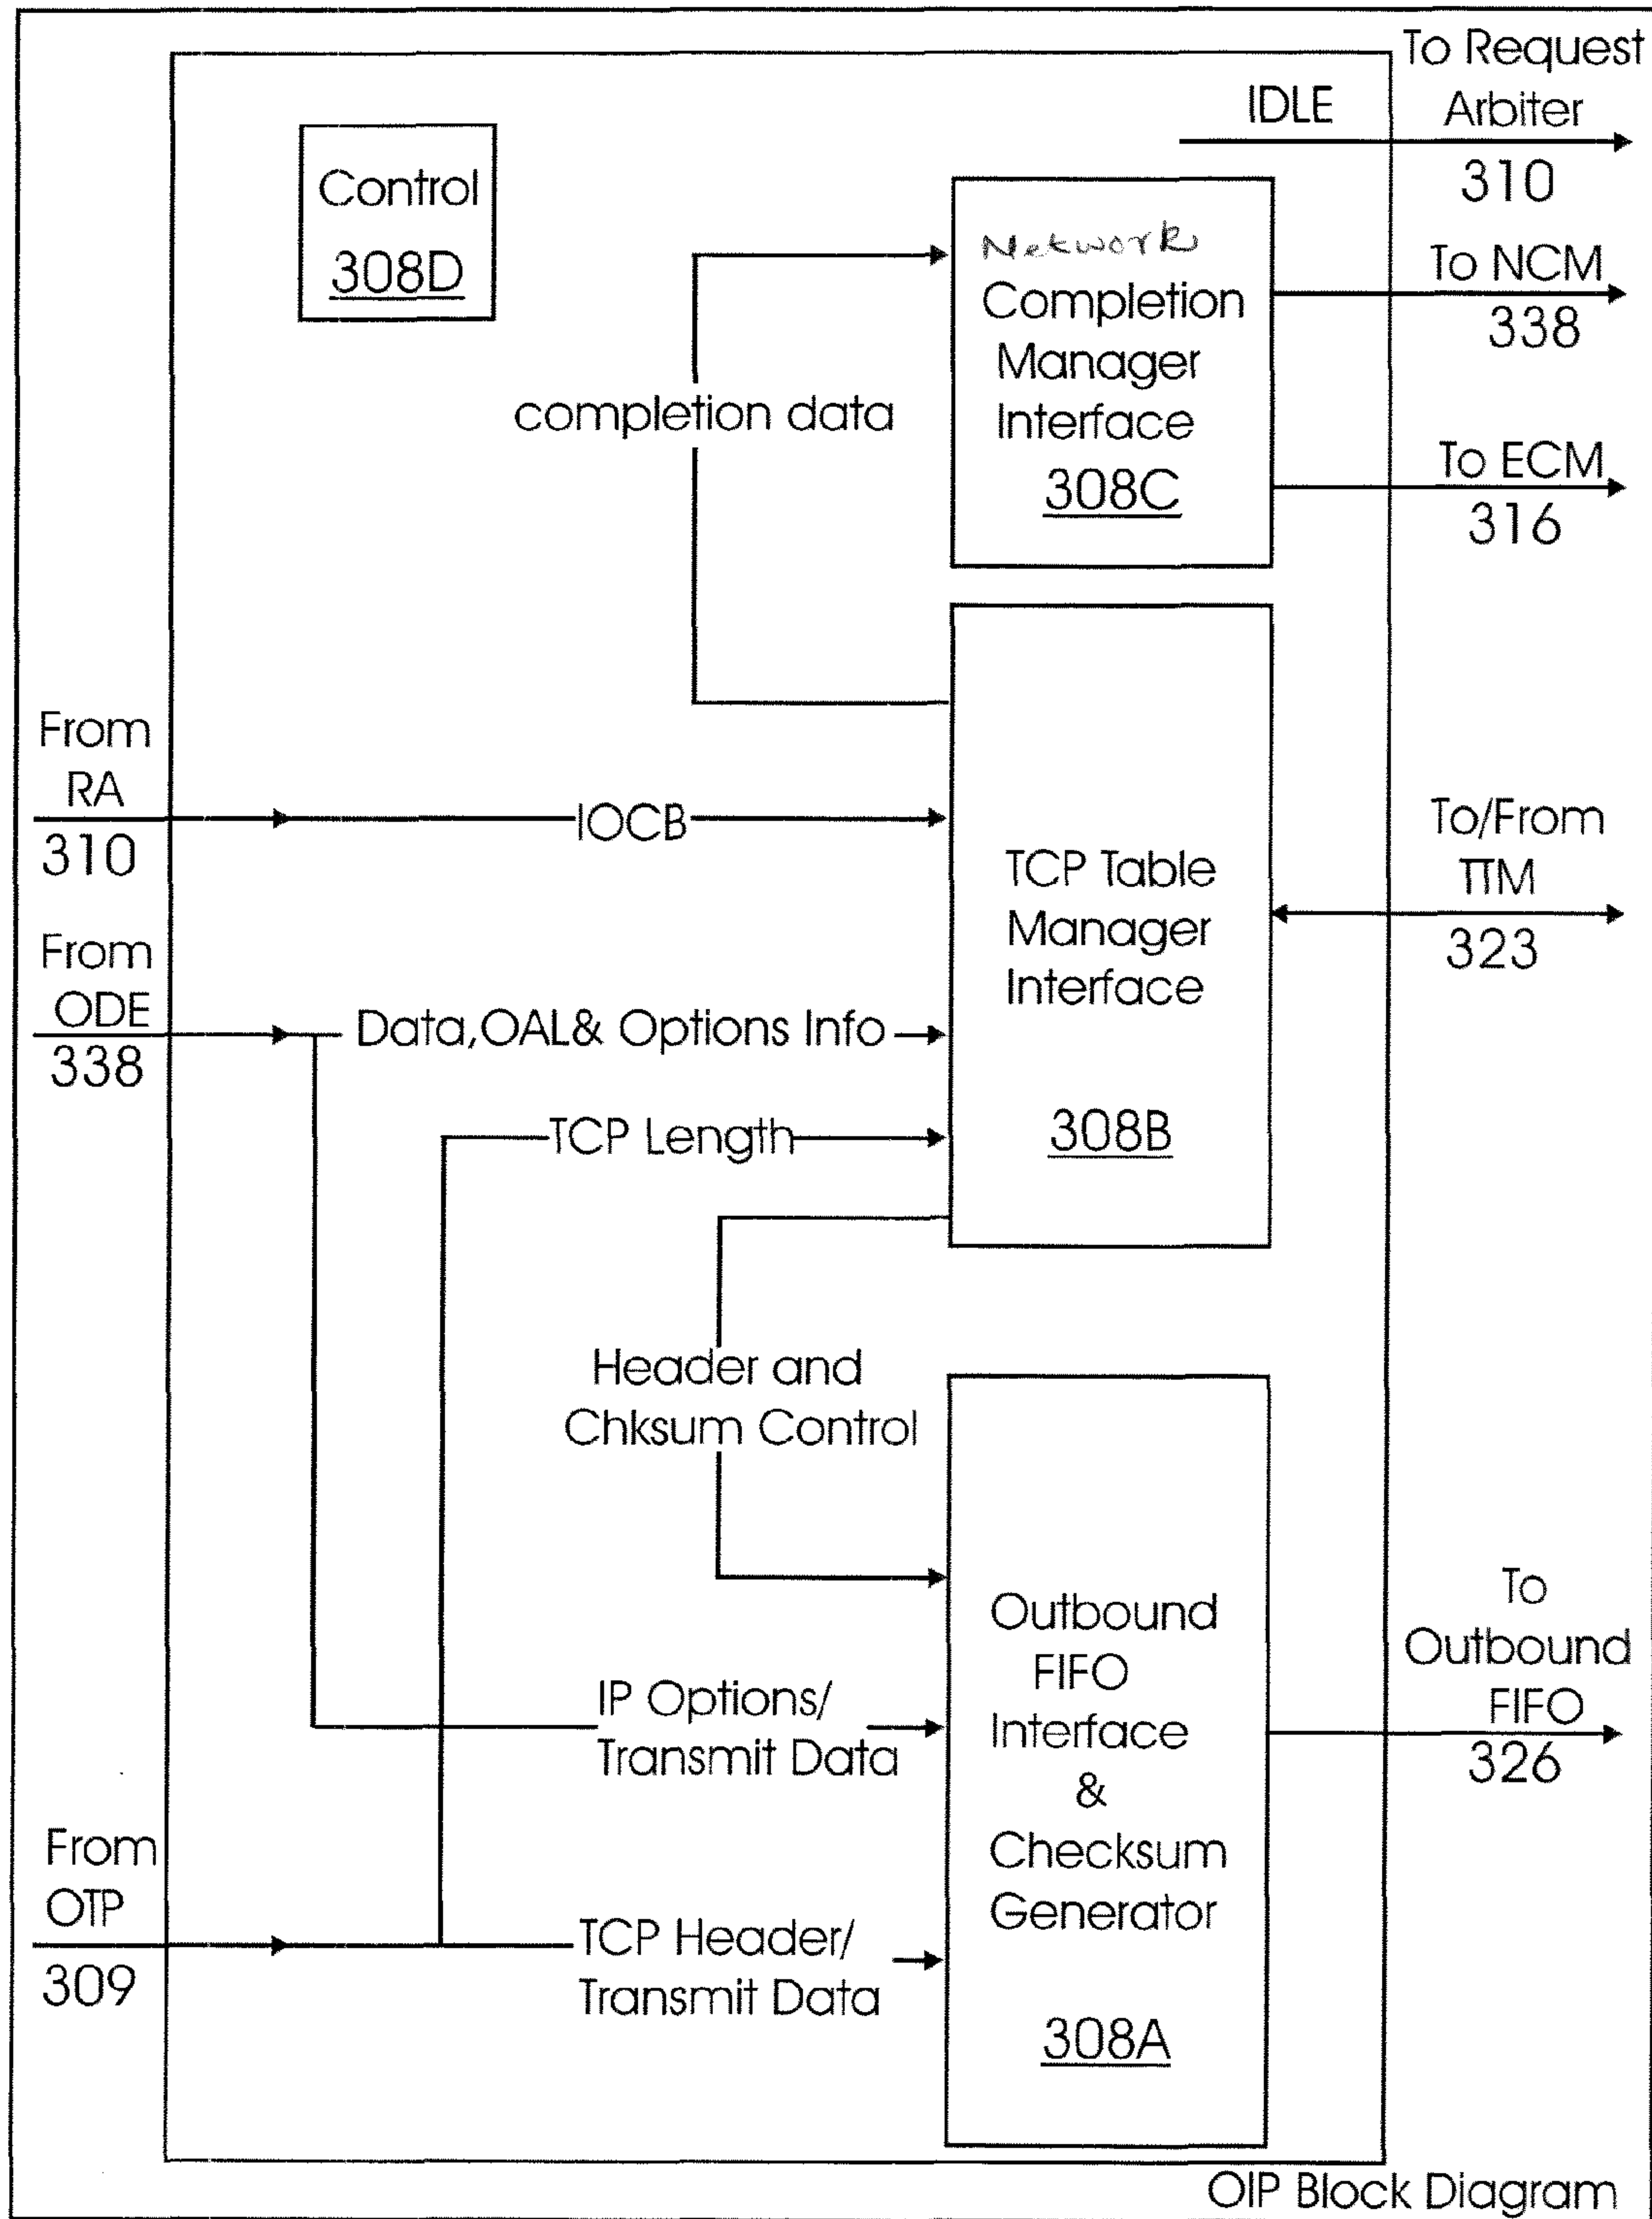 To Request
Arbiter
310
IDLE
Control
308D
Network
Completion
Manager
Interface
308C
To NCM
338
To ECM
316
completion data
From
RA
310
IOCB
TCP Table
Manager
Interface
308B
To/From
TTM
323
From
ODE
338
Data,OAL& Options Info
TCP Length
Header and
Chksum Control
Outbound
FIFO
Interface
&
Checksum
Generator
308A
To
Outbound
FIFO
326
IP Options/
Transmit Data
From
OTP
309
TCP Header/
Transmit Data
OIP Block Diagram